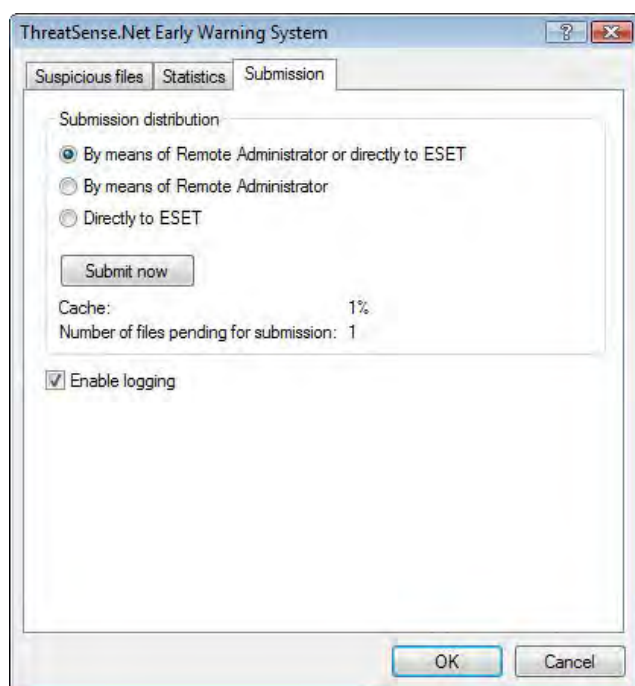 ThreatSense.Net Early Warning System
Suspicious files Statistics Submission
Submission distribution
By means of Remote Administrator or directly to ESET
By means of Remote Administrator
Directly to ESET
Submit now
Cache: 1%
Number of files pending for submission: 1
Enable logging
OK Cancel